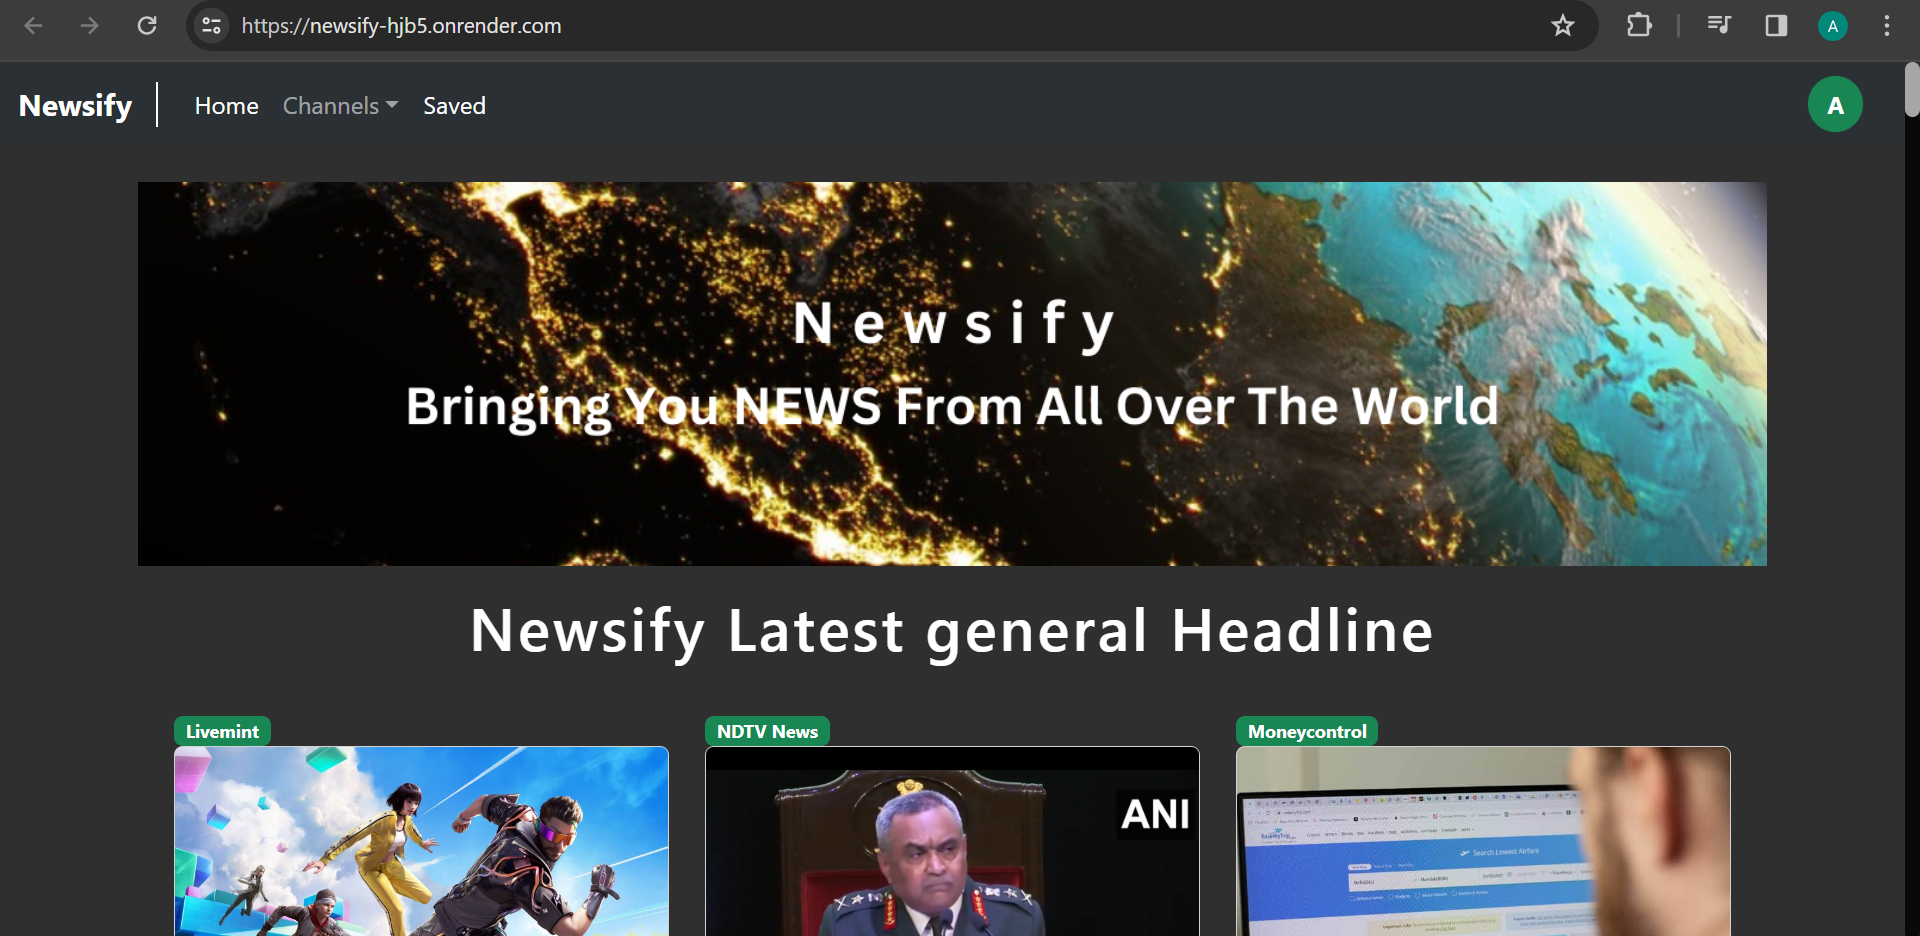 https://newsify-hjb5.onrender.com
A
Newsify
Home
Channels
Saved
A
Newsify
Bringing You NEWS From All Over The World
Newsify Latest general Headline
Livemint
NDTV News
Moneycontrol
ANI
Search Lowest Airfare